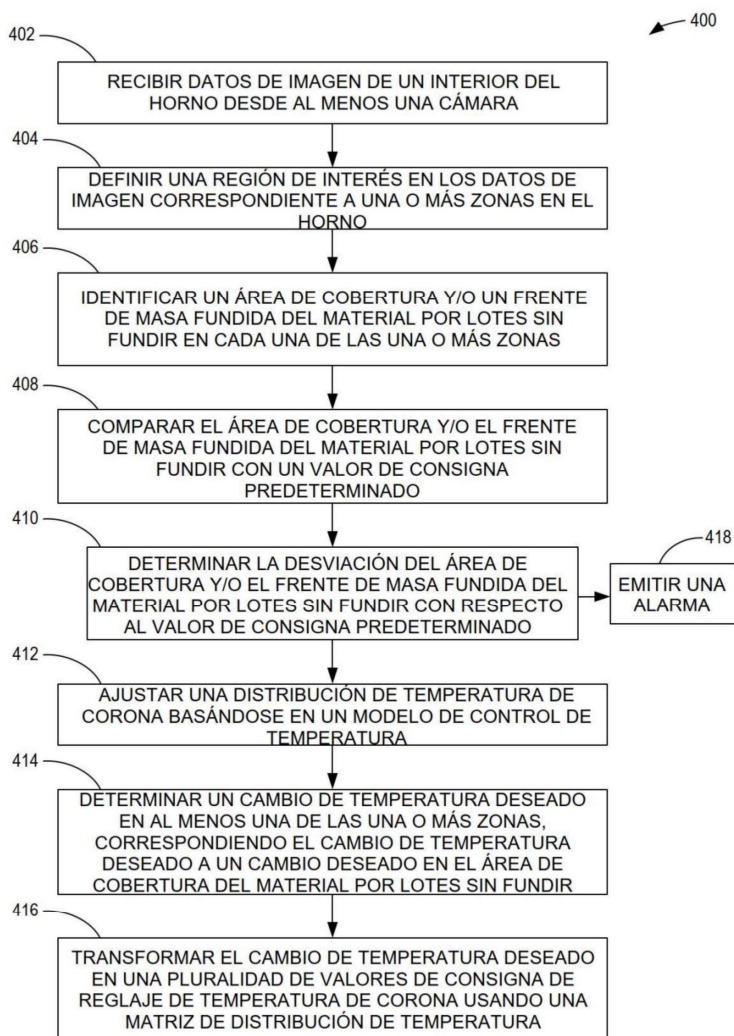 400
402
RECIBIR DATOS DE IMAGEN DE UN INTERIOR DEL
HORNO DESDE AL MENOS UNA CÁMARA
404
DEFINIR UNA REGIÓN DE INTERÉS EN LOS DATOS DE
IMAGEN CORRESPONDIENTE A UNA O MÁS ZONAS EN EL
HORNO
406
IDENTIFICAR UN ÁREA DE COBERTURA Y/O UN FRENTE
DE MASA FUNDIDA DEL MATERIAL POR LOTES SIN
FUNDIR EN CADA UNA DE LAS UNA O MÁS ZONAS
408
COMPARAR EL ÁREA DE COBERTURA Y/O EL FRENTE
DE MASA FUNDIDA DEL MATERIAL POR LOTES SIN
FUNDIR CON UN VALOR DE CONSIGNA
PREDETERMINADO
410
DETERMINAR LA DESVIACIÓN DEL ÁREA DE
COBERTURA Y/O EL FRENTE DE MASA FUNDIDA DEL
MATERIAL POR LOTES SIN FUNDIR CON RESPECTO
AL VALOR DE CONSIGNA PREDETERMINADO
418
EMITIR UNA
ALARMA
412
AJUSTAR UNA DISTRIBUCIÓN DE TEMPERATURA DE
CORONA BASÁNDOSE EN UN MODELO DE CONTROL DE
TEMPERATURA
414
DETERMINAR UN CAMBIO DE TEMPERATURA DESEADO
EN AL MENOS UNA DE LAS UNA O MÁS ZONAS,
CORRESPONDIENDO EL CAMBIO DE TEMPERATURA
DESEADO A UN CAMBIO DESEADO EN EL ÁREA DE
COBERTURA DEL MATERIAL POR LOTES SIN FUNDIR
416
TRANSFORMAR EL CAMBIO DE TEMPERATURA DESEADO
EN UNA PLURALIDAD DE VALORES DE CONSIGNA DE
REGLAJE DE TEMPERATURA DE CORONA USANDO UNA
MATRIZ DE DISTRIBUCIÓN DE TEMPERATURA